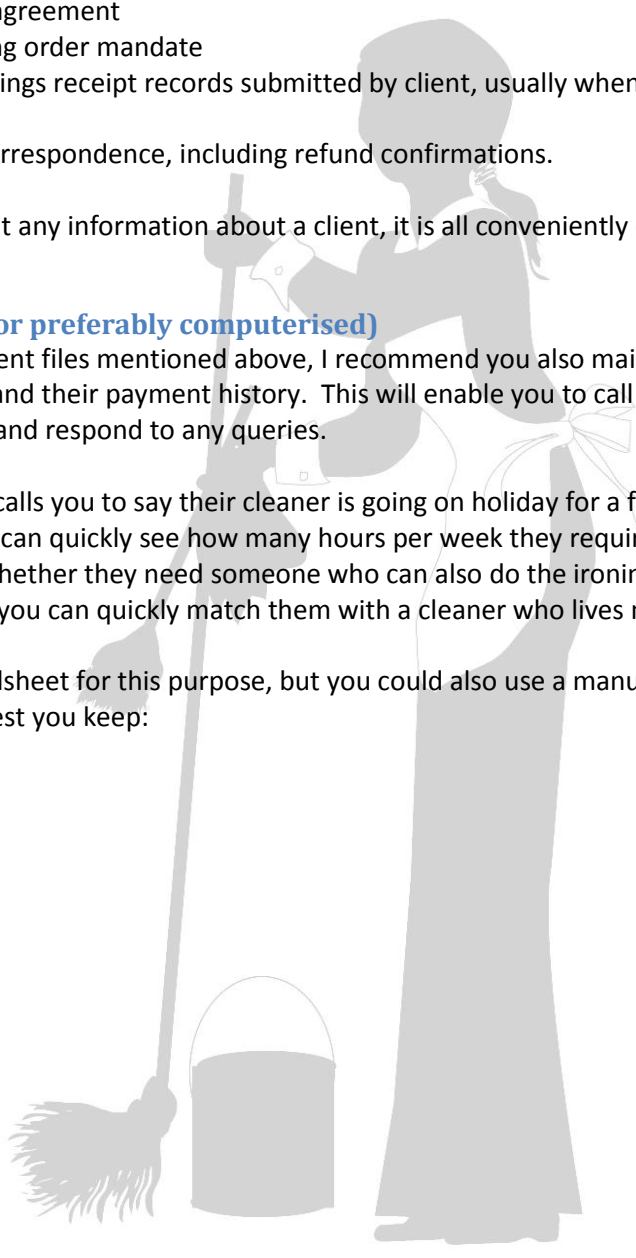 greement
g order mandate
ings receipt records submitted by client, usually when
orrespondence, including refund confirmations.
t any information about a client, it is all conveniently
or preferably computerised)
ent files mentioned above, I recommend you also mai
and their payment history. This will enable you to call
and respond to any queries.
calls you to say their cleaner is going on holiday for a f
can quickly see how many hours per week they requir
hether they need someone who can also do the ironin
you can quickly match them with a cleaner who lives
dsheet for this purpose, but you could also use a manu
est you keep: